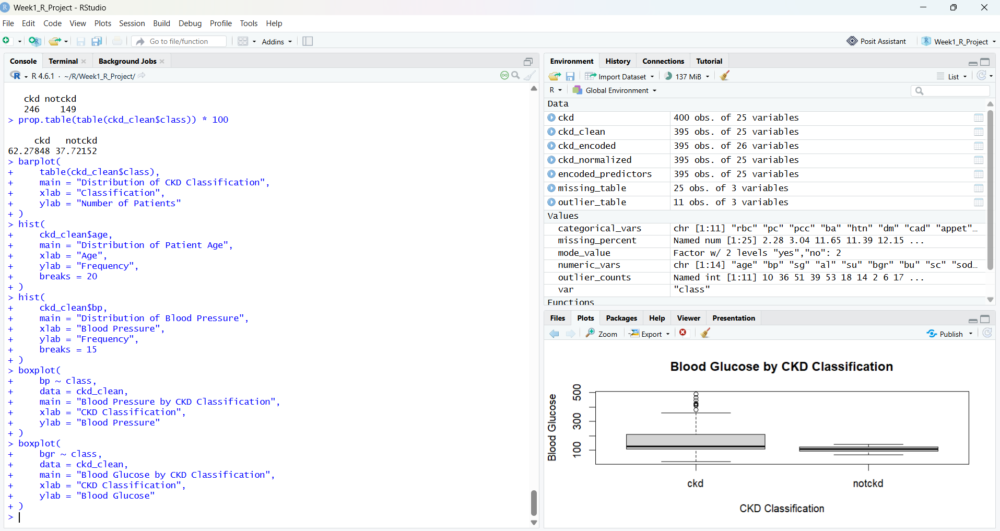 Week1_R_Project - RStudio
File Edit Code View Plots Session Build Debug Profile Tools Help
Go to file/function Addins Posit Assistant Week1_R_Project
Console Terminal Background Jobs
R 4.6.1 · ~/R/Week1_R_Project/
ckd notckd
246 149
> prop.table(table(ckd_clean$class)) * 100
ckd notckd
62.27848 37.72152
> barplot(
+ table(ckd_clean$class),
+ main = "Distribution of CKD Classification",
+ xlab = "Classification",
+ ylab = "Number of Patients"
+ )
> hist(
+ ckd_clean$age,
+ main = "Distribution of Patient Age",
+ xlab = "Age",
+ ylab = "Frequency",
+ breaks = 20
+ )
> hist(
+ ckd_clean$bp,
+ main = "Distribution of Blood Pressure",
+ xlab = "Blood Pressure",
+ ylab = "Frequency",
+ breaks = 15
+ )
> boxplot(
+ bp ~ class,
+ data = ckd_clean,
+ main = "Blood Pressure by CKD Classification",
+ xlab = "CKD Classification",
+ ylab = "Blood Pressure"
+ )
> boxplot(
+ bgr ~ class,
+ data = ckd_clean,
+ main = "Blood Glucose by CKD Classification",
+ xlab = "CKD Classification",
+ ylab = "Blood Glucose"
+ )
>
Environment History Connections Tutorial
Import Dataset 137 MiB List
R Global Environment
Data
ckd 400 obs. of 25 variables
ckd_clean 395 obs. of 25 variables
ckd_encoded 395 obs. of 26 variables
ckd_normalized 395 obs. of 25 variables
encoded_predictors 395 obs. of 25 variables
missing_table 25 obs. of 3 variables
outlier_table 11 obs. of 3 variables
Values
categorical_vars chr [1:11] "rbc" "pc" "pcc" "ba" "htn" "dm" "cad" "appet"…
missing_percent Named num [1:25] 2.28 3.04 11.65 11.39 12.15 ...
mode_value Factor w/ 2 levels "yes","no": 2
numeric_vars chr [1:14] "age" "bp" "sg" "al" "su" "bgr" "bu" "sc" "sod…
outlier_counts Named int [1:11] 10 36 51 39 53 18 14 2 6 17 ...
var "class"
Functions
Files Plots Packages Help Viewer Presentation
Zoom Export Publish
Blood Glucose by CKD Classification
Blood Glucose
500
300
100
ckd notckd
CKD Classification